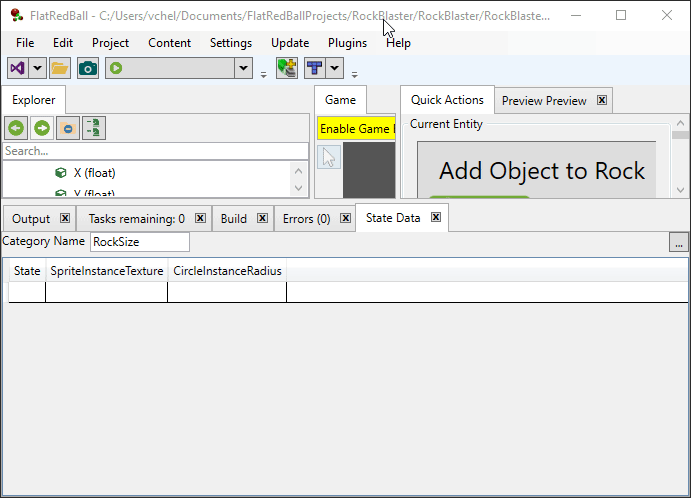 FlatRedBall - C:/Users/vchel/Documents/FlatRedBallProjects/RockBlaster/RockBlaster/RockBlaste...
File Edit Project Content Settings Update Plugins Help
Explorer Game Quick Actions Preview Preview
Enable Game Current Entity
Search...
Add Object to Rock
X (float)
Y (float)
Output Tasks remaining: 0 Build Errors (0) State Data
Category Name RockSize ...
State SpriteInstanceTexture CircleInstanceRadius